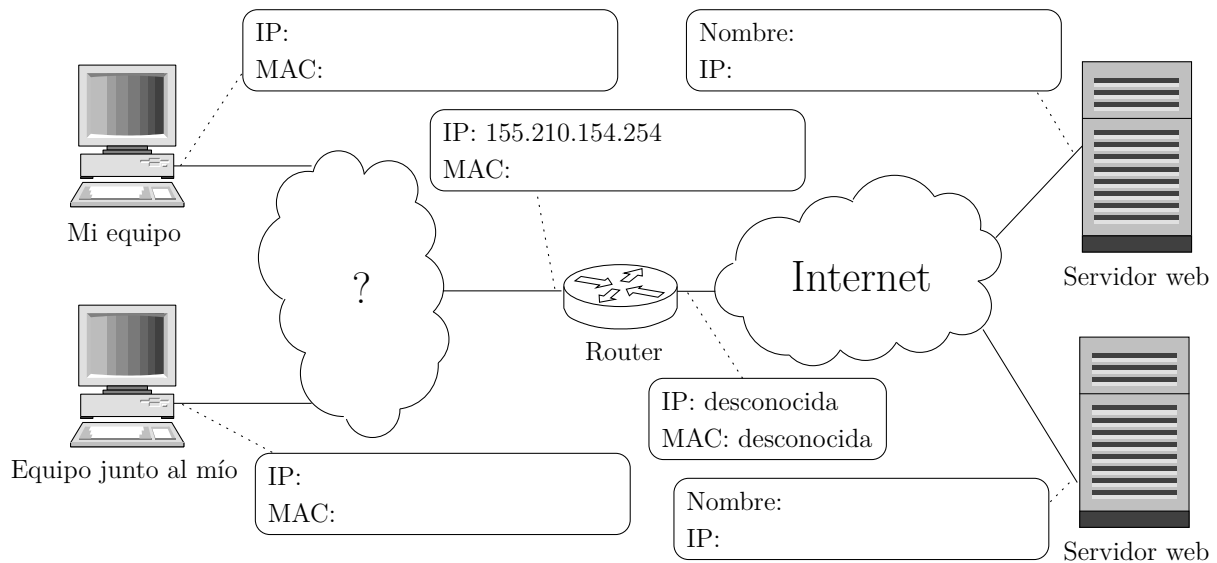 IP:
MAC:
Nombre:
IP:
IP: 155.210.154.254
MAC:
Mi equipo
?
Internet
Servidor web
Router
IP: desconocida
MAC: desconocida
Equipo junto al mío
IP:
MAC:
Nombre:
IP:
Servidor web